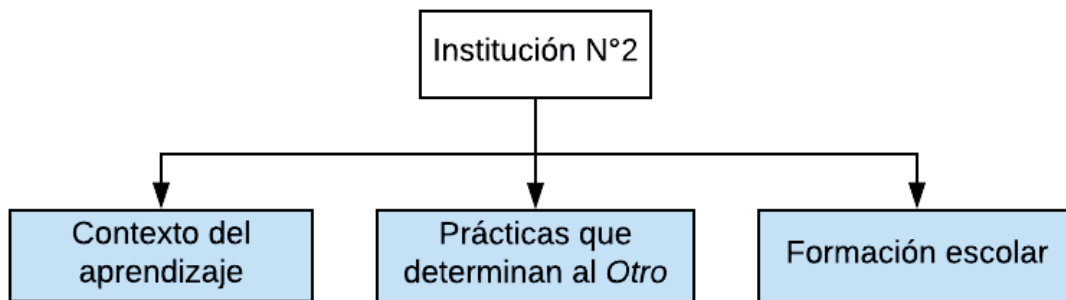 Institución N°2
Contexto del
aprendizaje
Prácticas que
determinan al Otro
Formación escolar